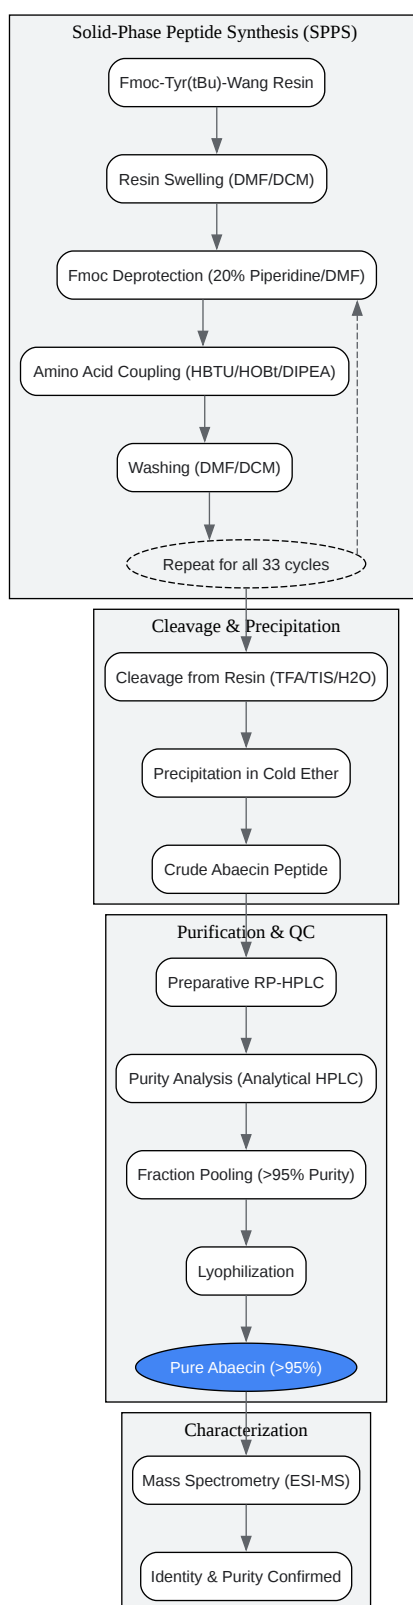 Solid-Phase Peptide Synthesis (SPPS)
Fmoc-Tyr(tBu)-Wang Resin
Resin Swelling (DMF/DCM)
Fmoc Deprotection (20% Piperidine/DMF)
Amino Acid Coupling (HBTU/HOBt/DIPEA)
Washing (DMF/DCM)
Repeat for all 33 cycles
Cleavage & Precipitation
Cleavage from Resin (TFA/TIS/H2O)
Precipitation in Cold Ether
Crude Abaecin Peptide
Purification & QC
Preparative RP-HPLC
Purity Analysis (Analytical HPLC)
Fraction Pooling (>95% Purity)
Lyophilization
Pure Abaecin (>95%)
Characterization
Mass Spectrometry (ESI-MS)
Identity & Purity Confirmed